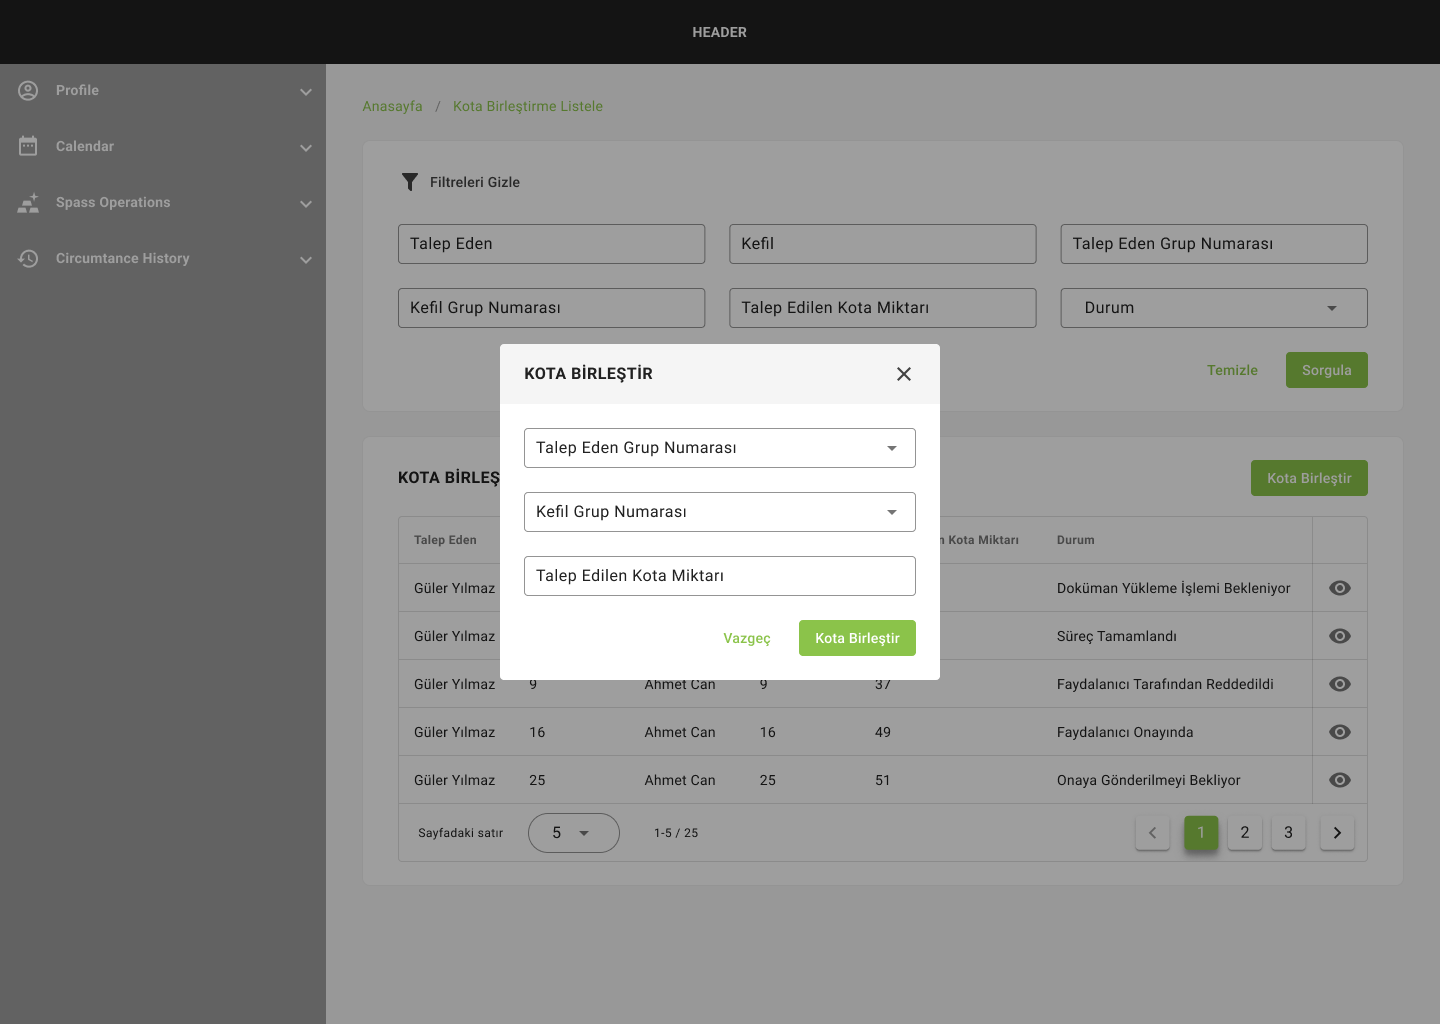 HEADER
Profile
Calendar
Spass Operations
Circumtance History
Anasayfa / Kota Birleştirme Listele
Filtreleri Gizle
Talep Eden
Kefil
Talep Eden Grup Numarası
Kefil Grup Numarası
Talep Edilen Kota Miktarı
Durum
Temizle
Sorgula
KOTA BİRLEŞTİR
Talep Eden Grup Numarası
Kefil Grup Numarası
Talep Edilen Kota Miktarı
Vazgeç
Kota Birleştir
KOTA BİRLEŞ
Kota Birleştir
Talep Eden n Kota Miktarı Durum
Güler Yılmaz Doküman Yükleme İşlemi Bekleniyor
Güler Yılmaz Süreç Tamamlandı
Güler Yılmaz 9 Ahmet Can 9 37 Faydalanıcı Tarafından Reddedildi
Güler Yılmaz 16 Ahmet Can 16 49 Faydalanıcı Onayında
Güler Yılmaz 25 Ahmet Can 25 51 Onaya Gönderilmeyi Bekliyor
Sayfadaki satır 5 1-5 / 25 1 2 3